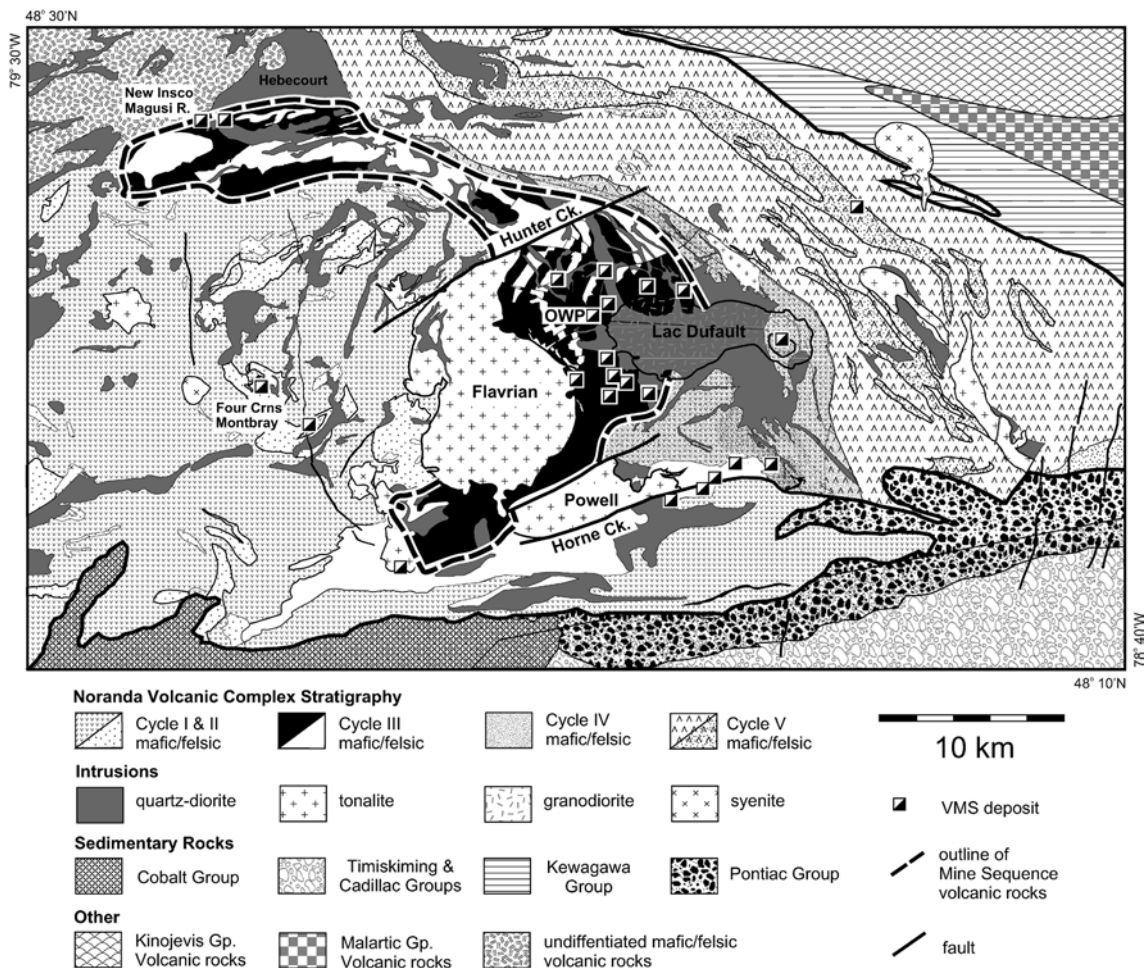 48° 30'N
79° 30'W
Hebecourt
New Insco
Magusi R.
Hunter Ck.
OWP
Lac Dufault
Flavrian
Four Crns
Montbray
Powell
Horne Ck.
78° 40'W
48° 10'N
Noranda Volcanic Complex Stratigraphy
Cycle I & II
mafic/felsic
Cycle III
mafic/felsic
Cycle IV
mafic/felsic
Cycle V
mafic/felsic
10 km
Intrusions
quartz-diorite
tonalite
granodiorite
syenite
VMS deposit
Sedimentary Rocks
Cobalt Group
Timiskiming &
Cadillac Groups
Kewagawa
Group
Pontiac Group
outline of
Mine Sequence
volcanic rocks
Other
Kinojevis Gp.
Volcanic rocks
Malartic Gp.
Volcanic rocks
undiffentiated mafic/felsic
volcanic rocks
fault